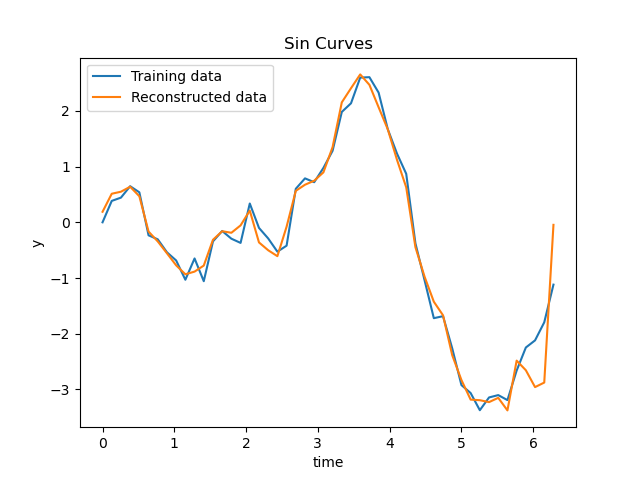 Sin Curves
Training data
Reconstructed data
2
1
0
−1
−2
−3
y
0 1 2 3 4 5 6
time